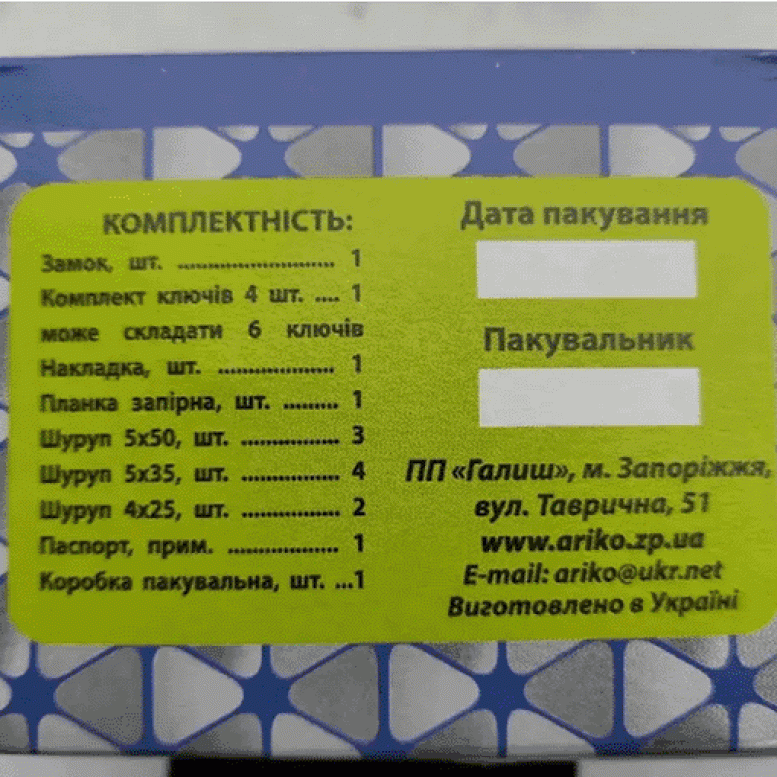 КОМПЛЕКТНІСТЬ:
Замок, шт. ........................ 1
Комплект ключів 4 шт. .... 1
може складати 6 ключів
Накладка, шт. .................. 1
Планка запірна, шт. ......... 1
Шуруп 5х50, шт. ............... 3
Шуруп 5х35, шт. ............... 4
Шуруп 4х25, шт. ............... 2
Паспорт, прим. ................. 1
Коробка пакувальна, шт. ...1
Дата пакування
Пакувальник
ПП «Галиш», м. Запоріжжя,
вул. Таврична, 51
www.ariko.zp.ua
E-mail: ariko@ukr.net
Виготовлено в Україні